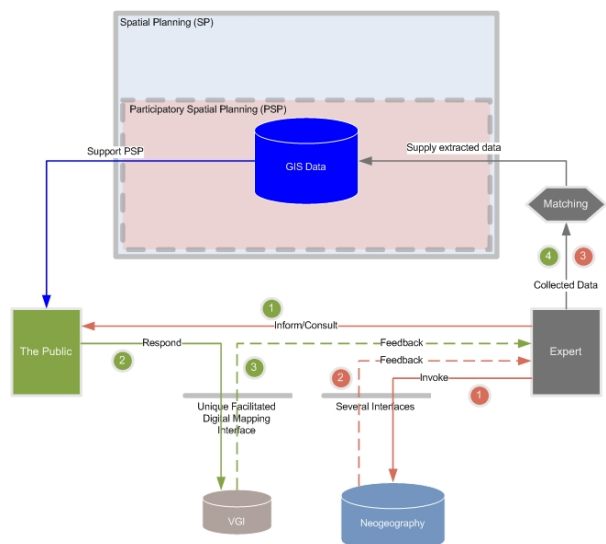 Spatial Planning (SP)
Participatory Spatial Planning (PSP)
GIS Data
Support PSP
Supply extracted data
Matching
4
3
Collected Data
1
Inform/Consult
The Public
Respond
2
3
Feedback
Feedback
2
Expert
Invoke
1
Unique Facilitated
Digital Mapping
Interface
Several Interfaces
VGI
Neogeography